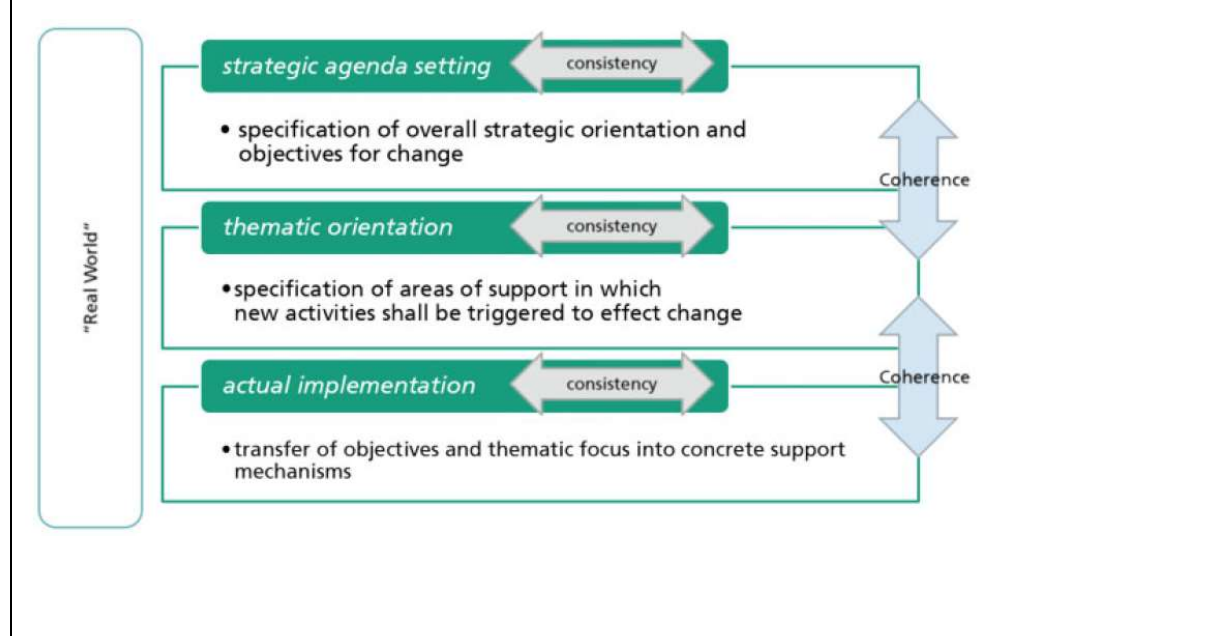 "Real World"
strategic agenda setting
consistency
• specification of overall strategic orientation and
objectives for change
Coherence
thematic orientation
consistency
•specification of areas of support in which
new activities shall be triggered to effect change
Coherence
actual implementation
consistency
•transfer of objectives and thematic focus into concrete support
mechanisms